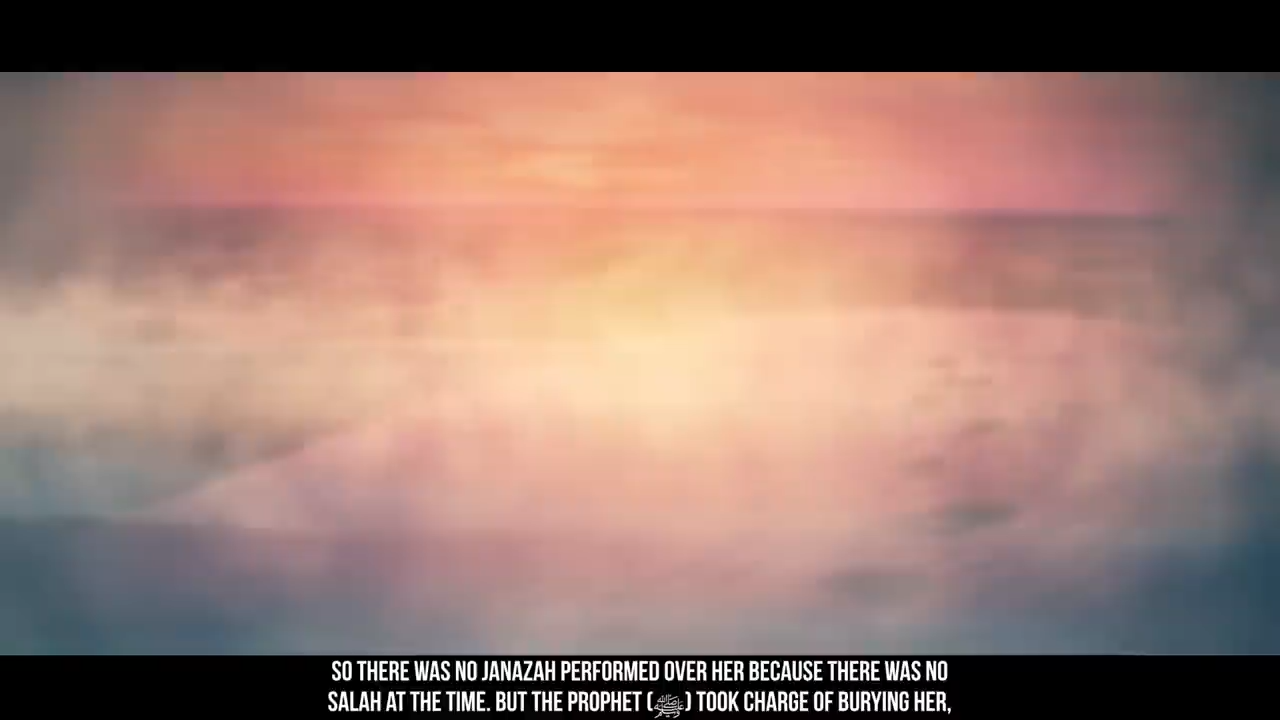 SO THERE WAS NO JANAZAH PERFORMED OVER HER BECAUSE THERE WAS NO
SALAH AT THE TIME. BUT THE PROPHET (ﷺ) TOOK CHARGE OF BURYING HER,